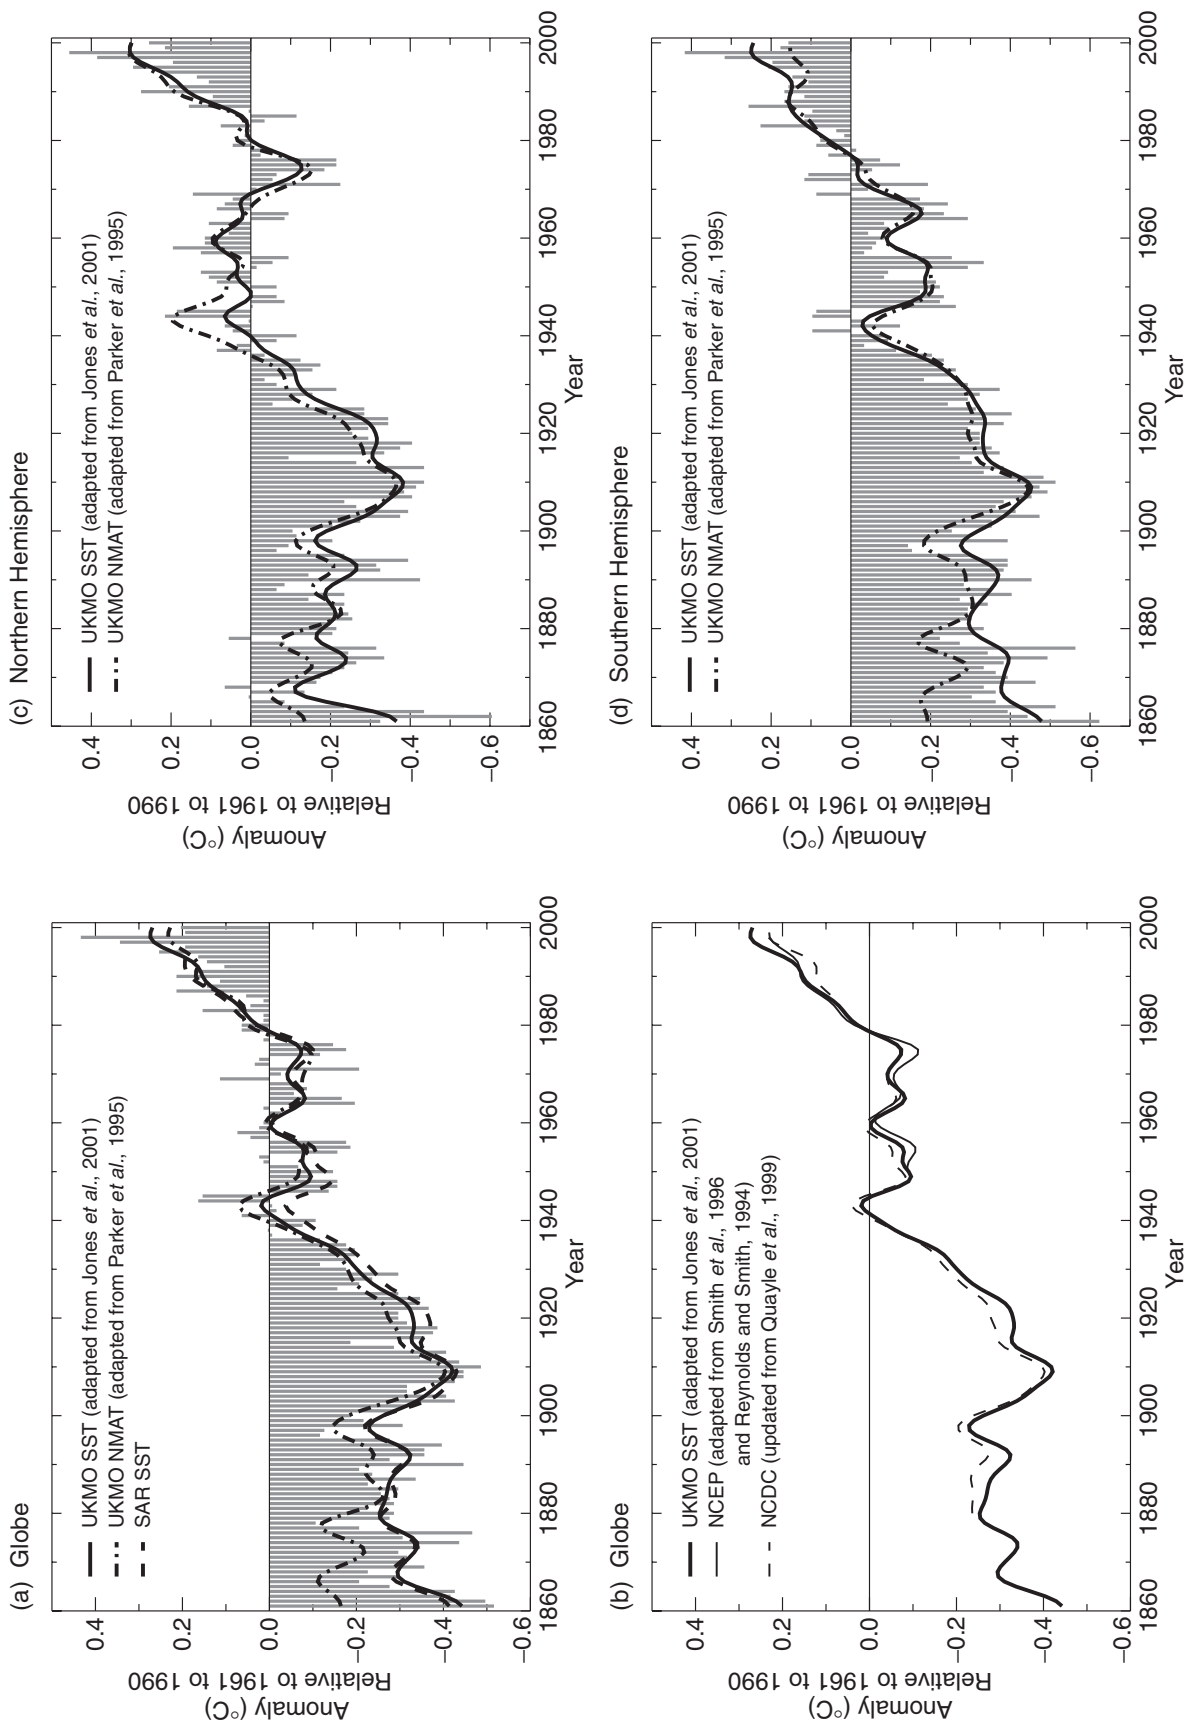 (a) Globe
UKMO SST (adapted from Jones et al., 2001)
UKMO NMAT (adapted from Parker et al., 1995)
SAR SST
0.4
0.2
0.0
−0.2
−0.4
−0.6
Anomaly (°C)
Relative to 1961 to 1990
1860 1880 1900 1920 1940 1960 1980 2000
Year
(b) Globe
UKMO SST (adapted from Jones et al., 2001)
NCEP (adapted from Smith et al., 1996
and Reynolds and Smith, 1994)
NCDC (updated from Quayle et al., 1999)
0.4
0.2
0.0
−0.2
−0.4
−0.6
Anomaly (°C)
Relative to 1961 to 1990
1860 1880 1900 1920 1940 1960 1980 2000
Year
(c) Northern Hemisphere
UKMO SST (adapted from Jones et al., 2001)
UKMO NMAT (adapted from Parker et al., 1995)
0.4
0.2
0.0
−0.2
−0.4
−0.6
Anomaly (°C)
Relative to 1961 to 1990
1860 1880 1900 1920 1940 1960 1980 2000
Year
(d) Southern Hemisphere
UKMO SST (adapted from Jones et al., 2001)
UKMO NMAT (adapted from Parker et al., 1995)
0.4
0.2
0.0
−0.2
−0.4
−0.6
Anomaly (°C)
Relative to 1961 to 1990
1860 1880 1900 1920 1940 1960 1980 2000
Year